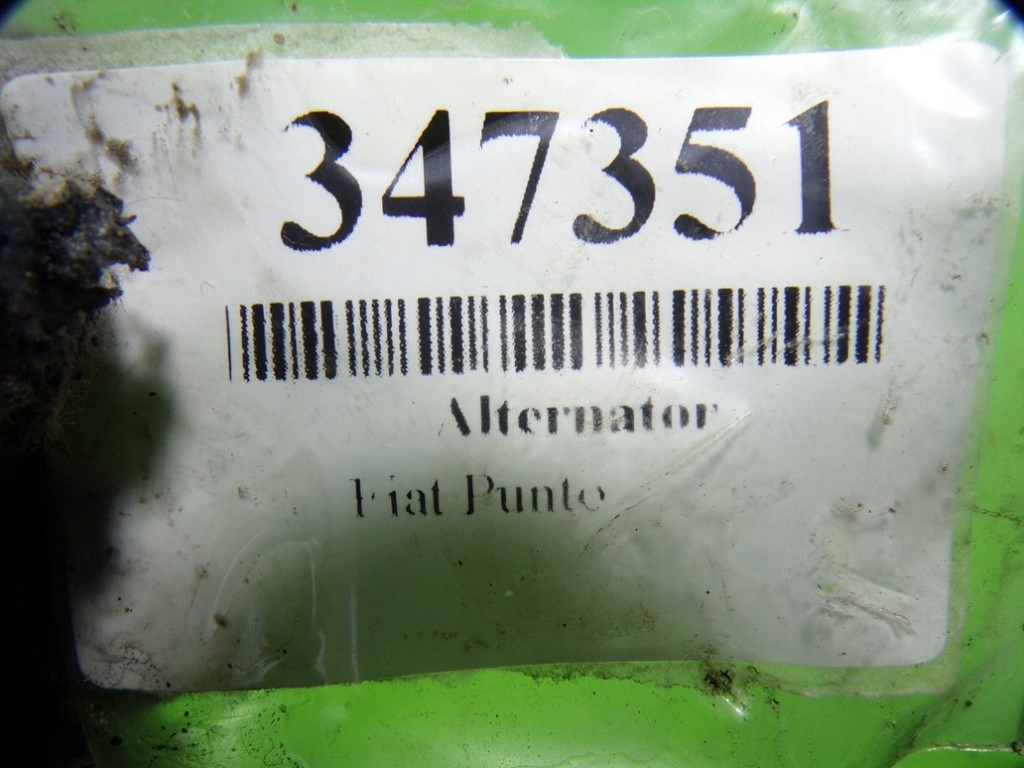 347351
Alternator
Fiat Punto